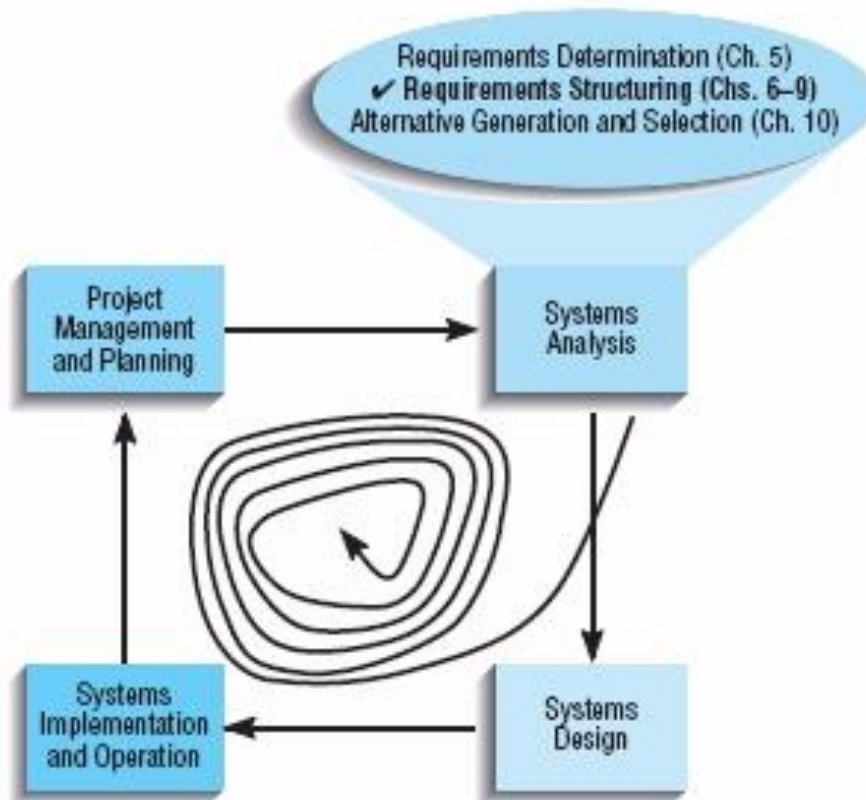 Requirements Determination (Ch. 5)
✔ Requirements Structuring (Chs. 6–9)
Alternative Generation and Selection (Ch. 10)
Project
Management
and Planning
Systems
Analysis
Systems
Implementation
and Operation
Systems
Design